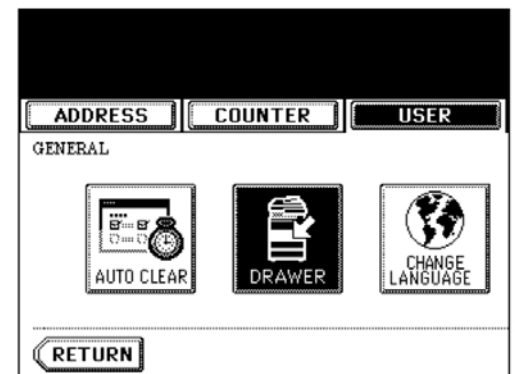 ADDRESS COUNTER USER
GENERAL
AUTO CLEAR DRAWER CHANGE LANGUAGE
RETURN